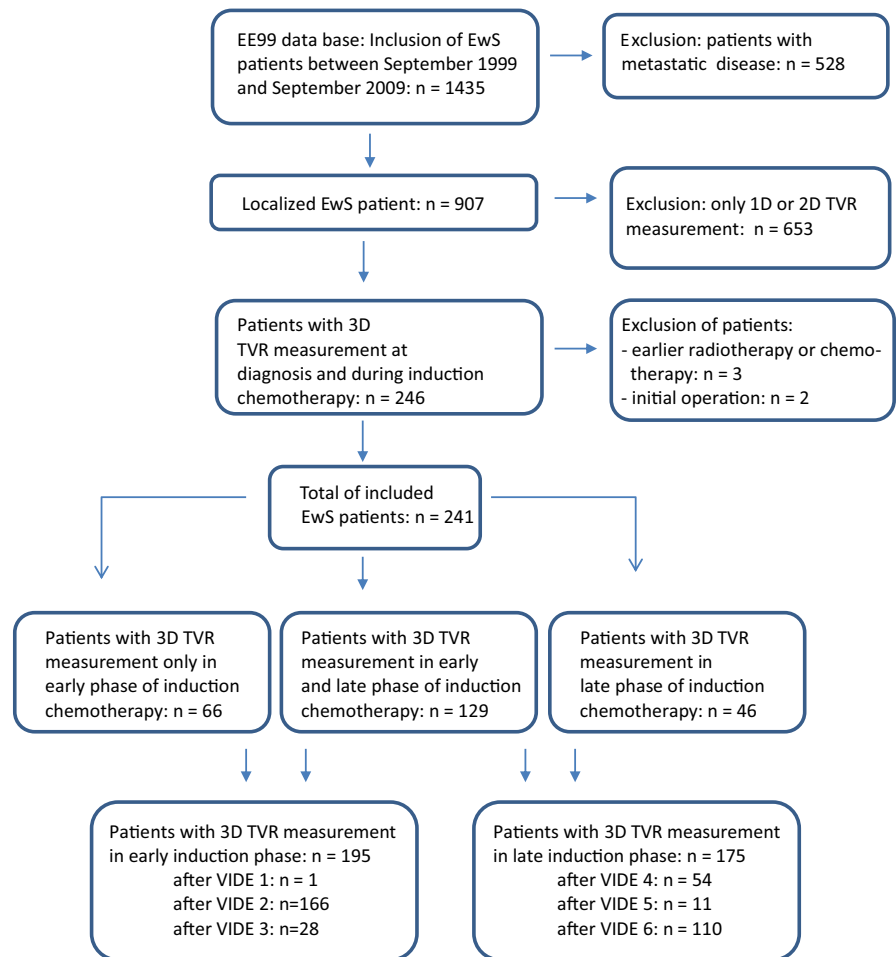 EE99 data base: Inclusion of EwS
patients between September 1999
and September 2009: n = 1435
Exclusion: patients with
metastatic disease: n = 528
Localized EwS patient: n = 907
Exclusion: only 1D or 2D TVR
measurement: n = 653
Patients with 3D
TVR measurement at
diagnosis and during induction
chemotherapy: n = 246
Exclusion of patients:
- earlier radiotherapy or chemo-
therapy: n = 3
- initial operation: n = 2
Total of included
EwS patients: n = 241
Patients with 3D TVR
measurement only in
early phase of induction
chemotherapy: n = 66
Patients with 3D TVR
measurement in early
and late phase of induction
chemotherapy: n = 129
Patients with 3D TVR
measurement in
late phase of induction
chemotherapy: n = 46
Patients with 3D TVR measurement
in early induction phase: n = 195
after VIDE 1: n = 1
after VIDE 2: n=166
after VIDE 3: n=28
Patients with 3D TVR measurement
in late induction phase: n = 175
after VIDE 4: n = 54
after VIDE 5: n = 11
after VIDE 6: n = 110